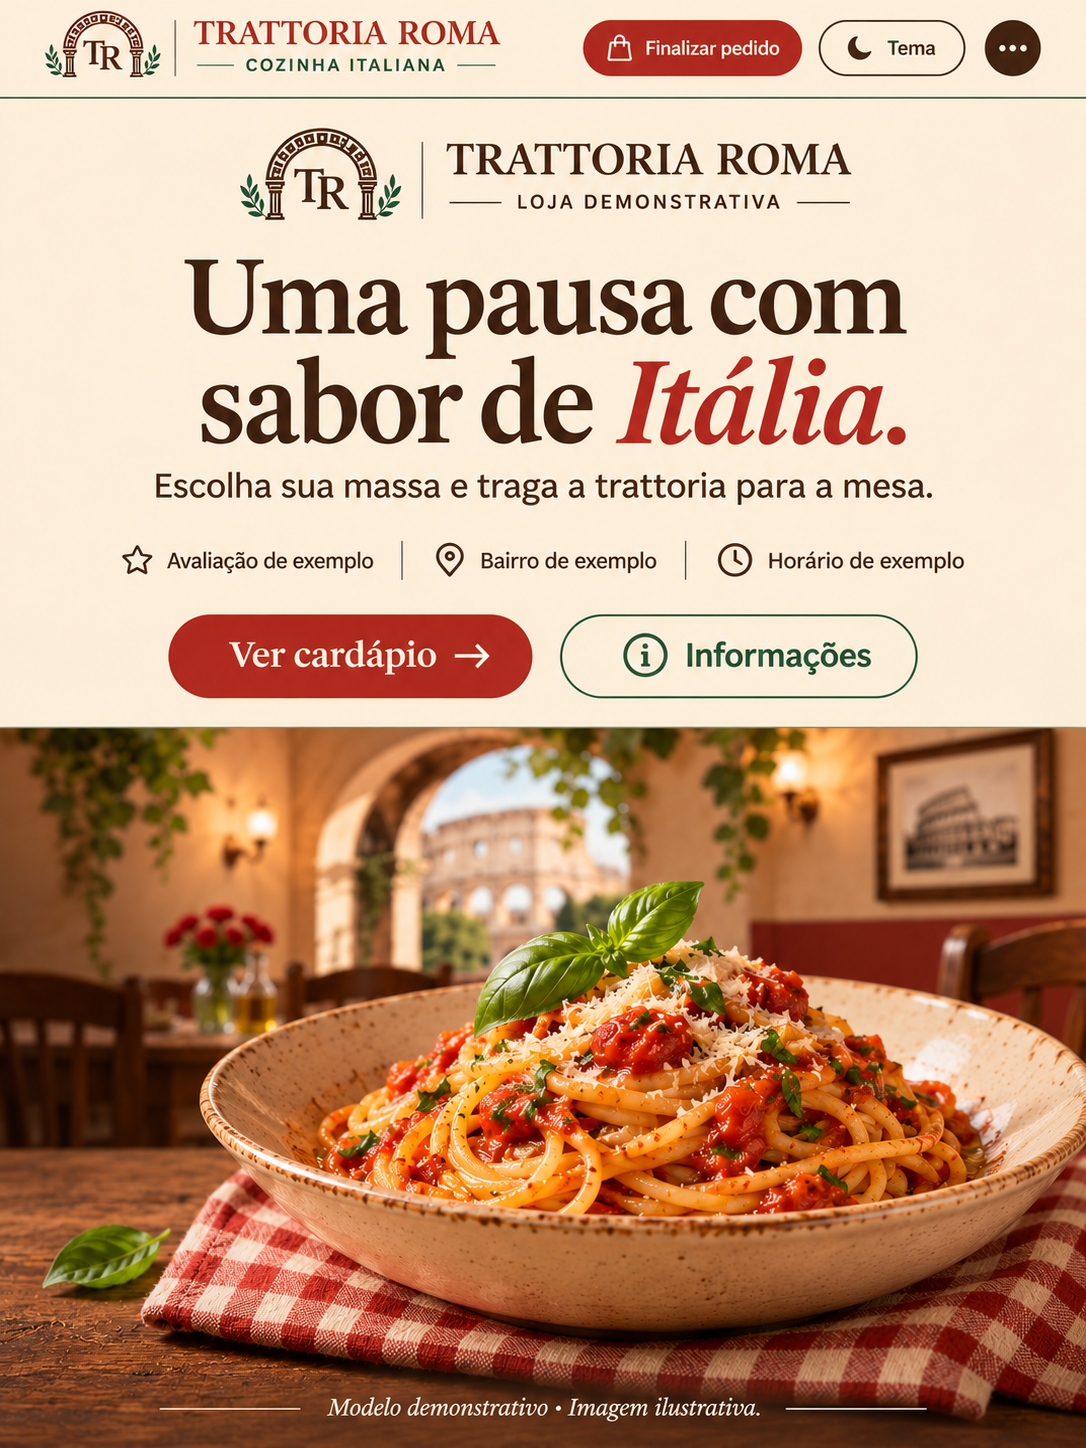 TR
TRATTORIA ROMA
COZINHA ITALIANA
Finalizar pedido
Tema
TR
TRATTORIA ROMA
LOJA DEMONSTRATIVA
Uma pausa com
sabor de Itália.
Escolha sua massa e traga a trattoria para a mesa.
Avaliação de exemplo
Bairro de exemplo
Horário de exemplo
Ver cardápio →
Informações
Modelo demonstrativo • Imagem ilustrativa.